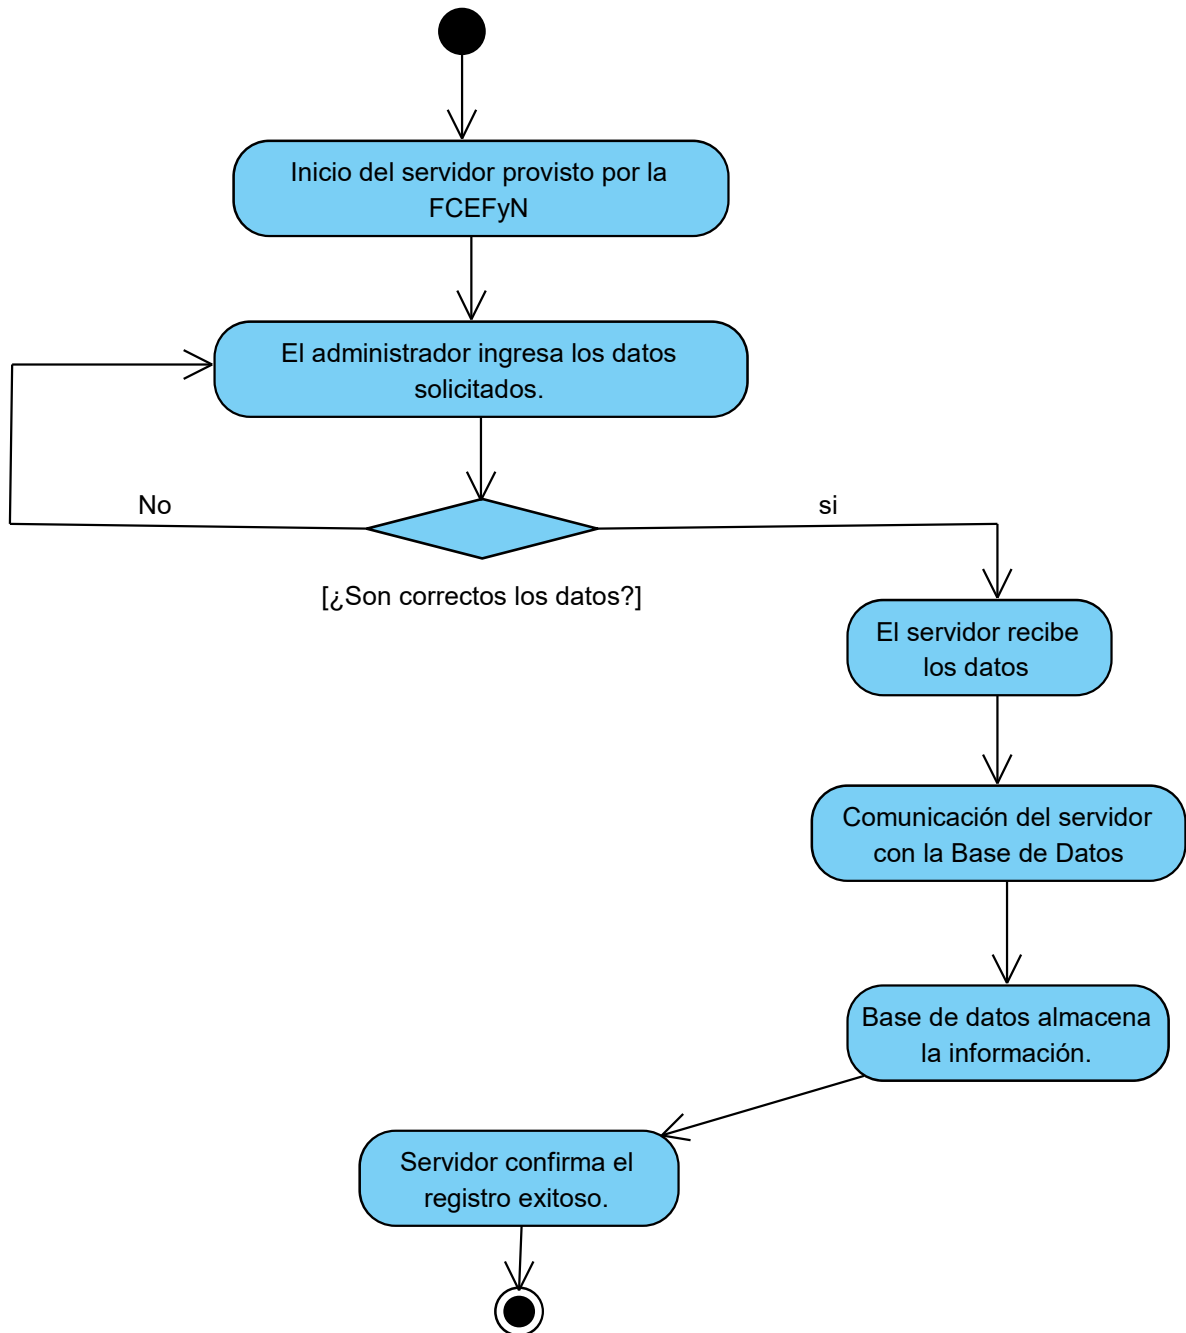 Inicio del servidor provisto por la
FCEFyN
El administrador ingresa los datos
solicitados.
No
si
[¿Son correctos los datos?]
El servidor recibe
los datos
Comunicación del servidor
con la Base de Datos
Base de datos almacena
la información.
Servidor confirma el
registro exitoso.